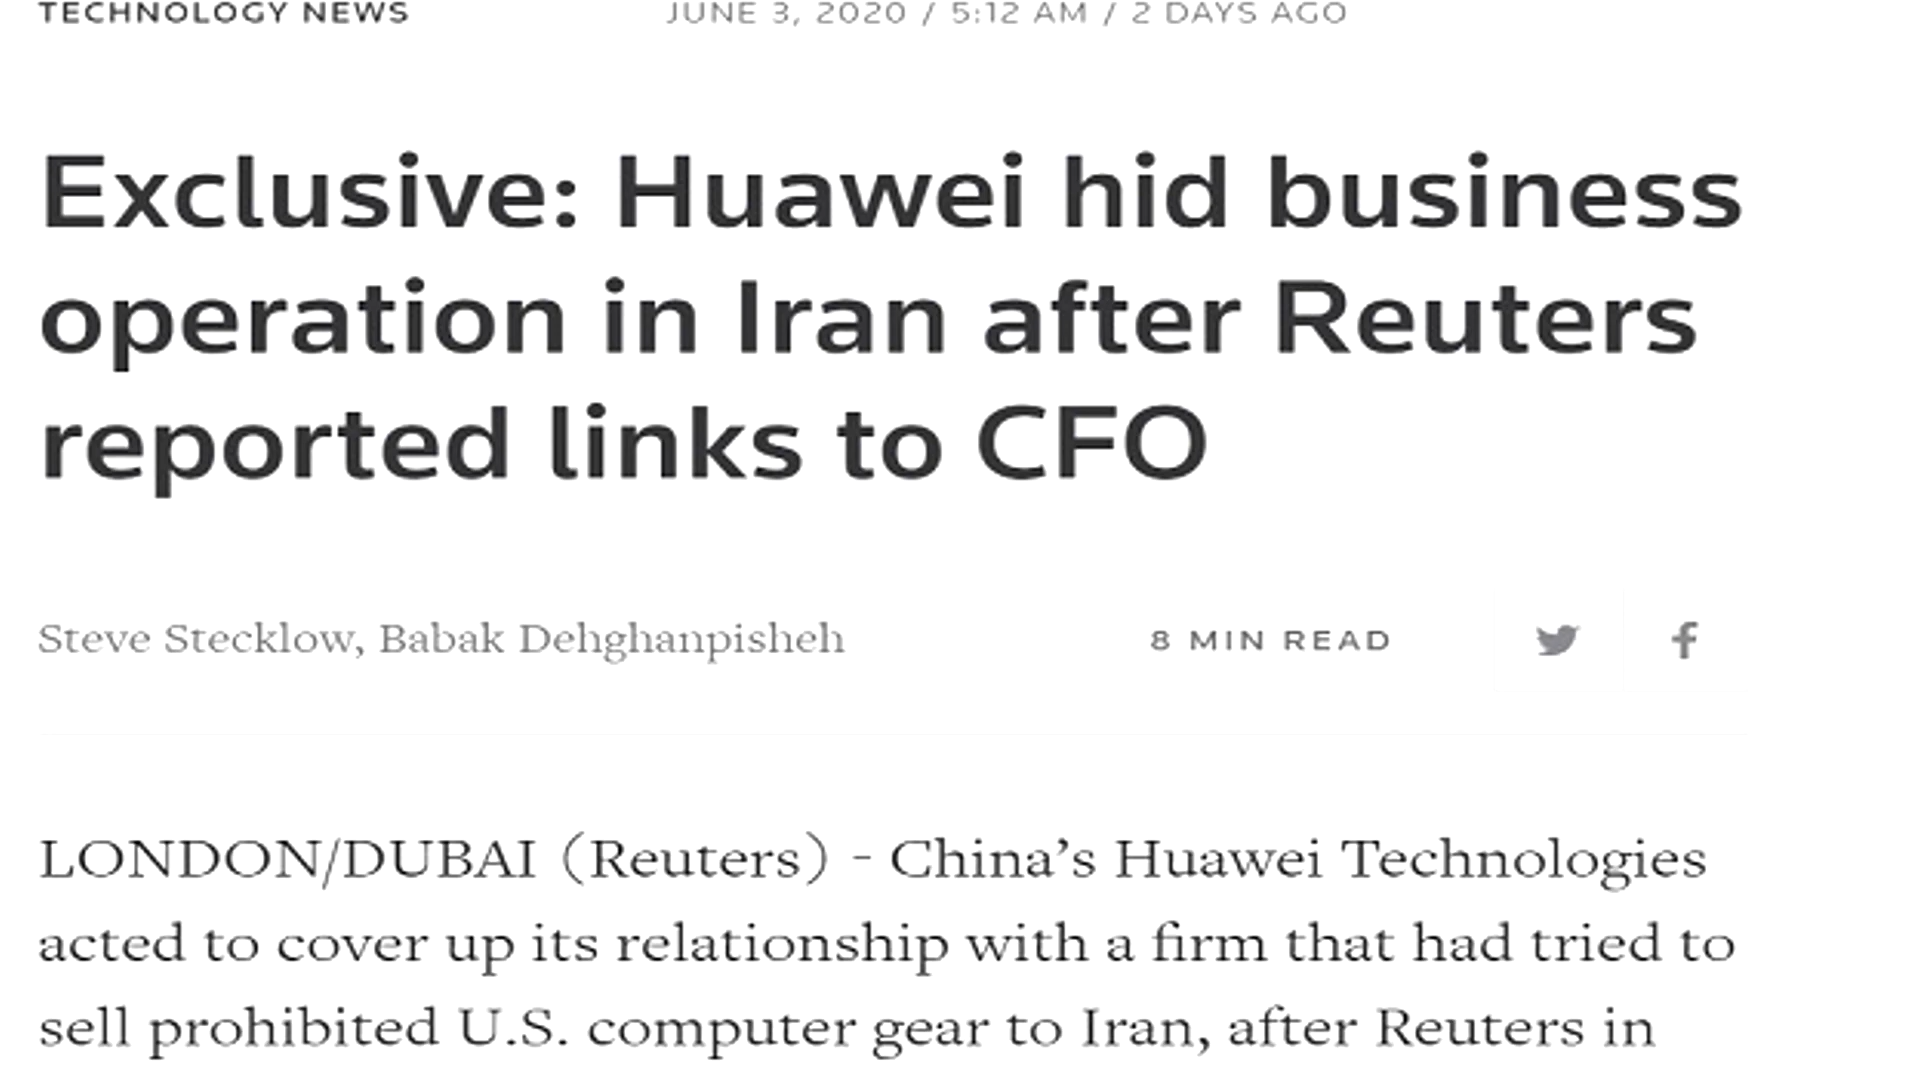 TECHNOLOGY NEWS
JUNE 3, 2020 / 5:12 AM / 2 DAYS AGO
Exclusive: Huawei hid business
operation in Iran after Reuters
reported links to CFO
Steve Stecklow, Babak Dehghanpisheh
8 MIN READ
LONDON/DUBAI (Reuters) - China’s Huawei Technologies
acted to cover up its relationship with a firm that had tried to
sell prohibited U.S. computer gear to Iran, after Reuters in